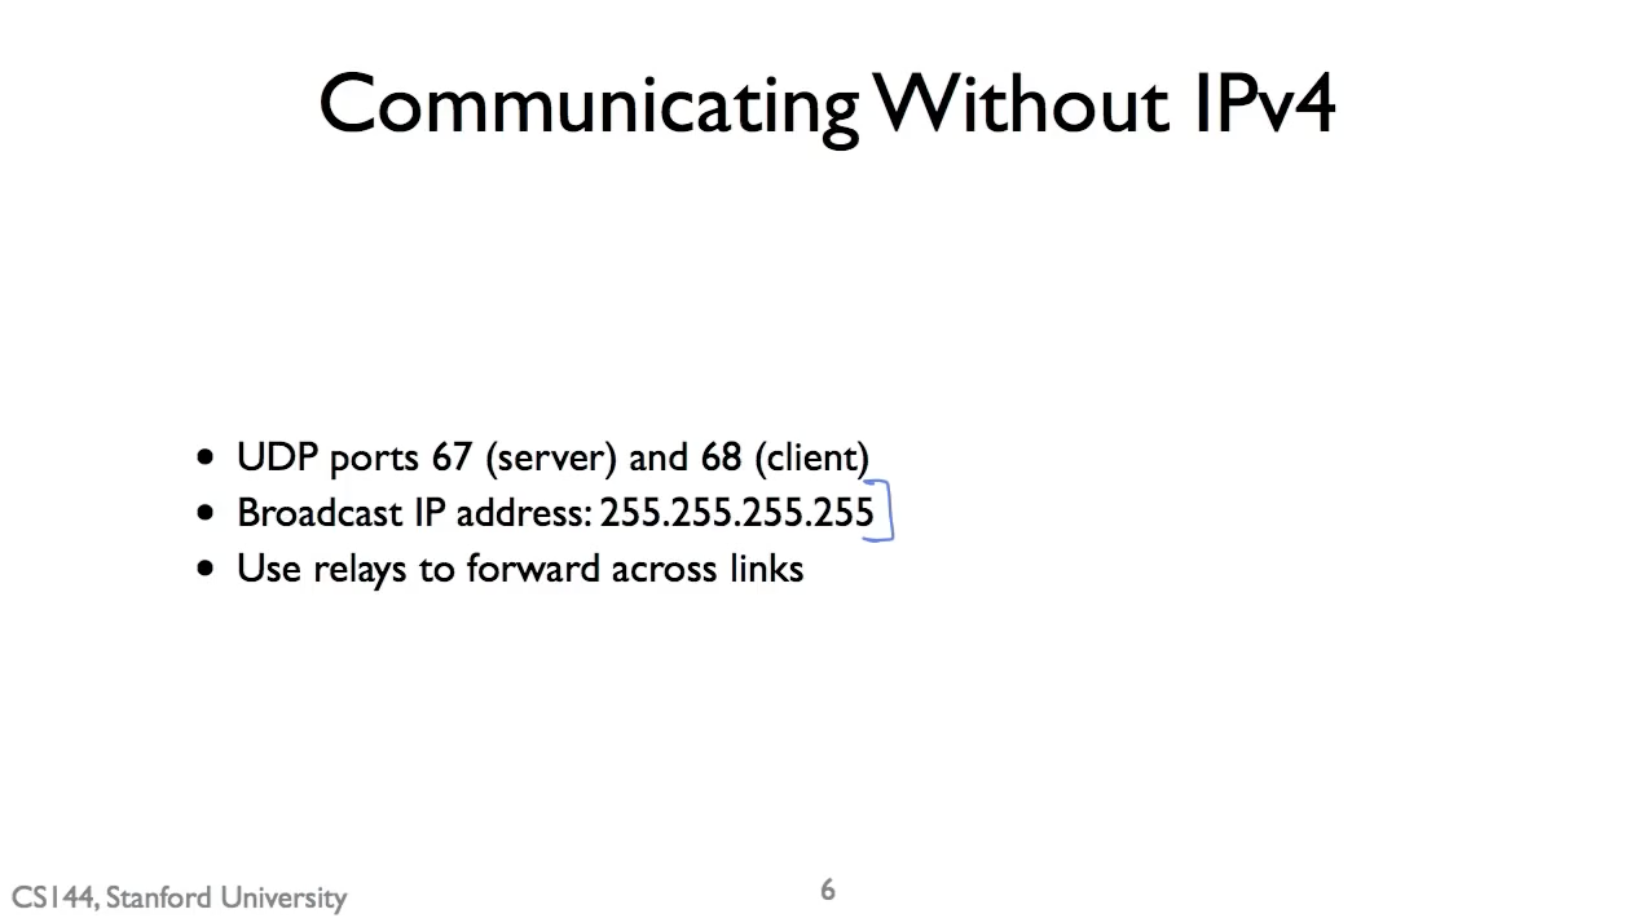 Communicating Without IPv4
• UDP ports 67 (server) and 68 (client)
• Broadcast IP address: 255.255.255.255
• Use relays to forward across links
CS144, Stanford University
6